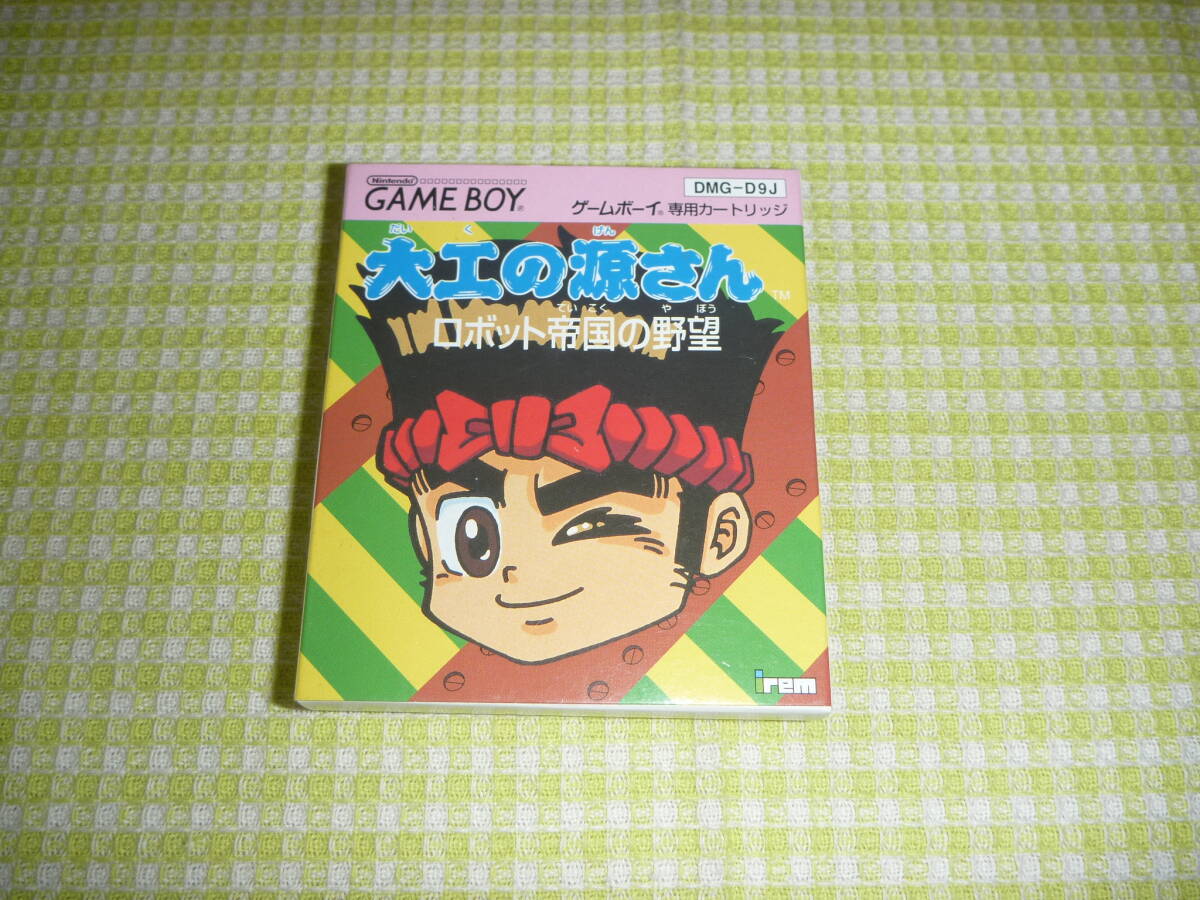 Nintendo
GAME BOY®
DMG-D9J
ゲームボーイ®専用カートリッジ
だい く げん
大工の源さん™
てい こく や ぼう
ロボット帝国の野望
irem